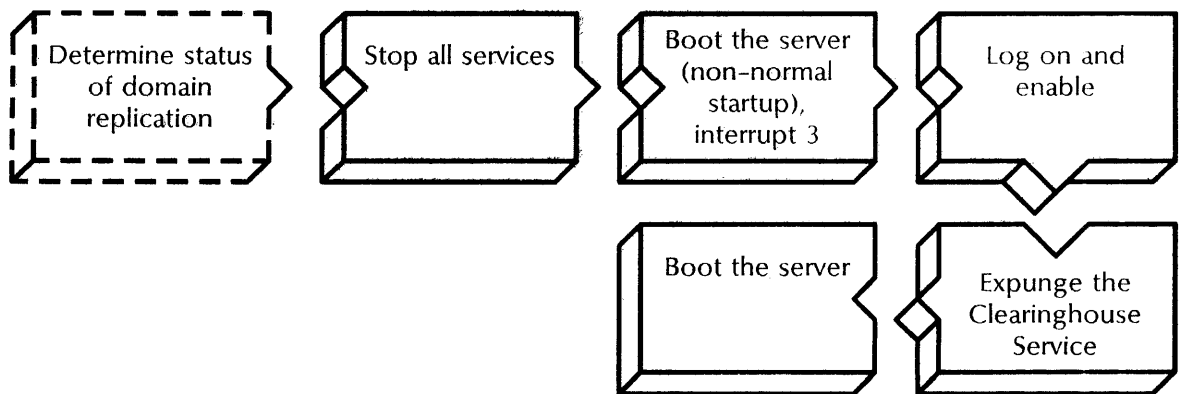 Determine status
of domain
replication
Stop all services
Boot the server
(non-normal
startup),
interrupt 3
Log on and
enable
Expunge the
Clearinghouse
Service
Boot the server